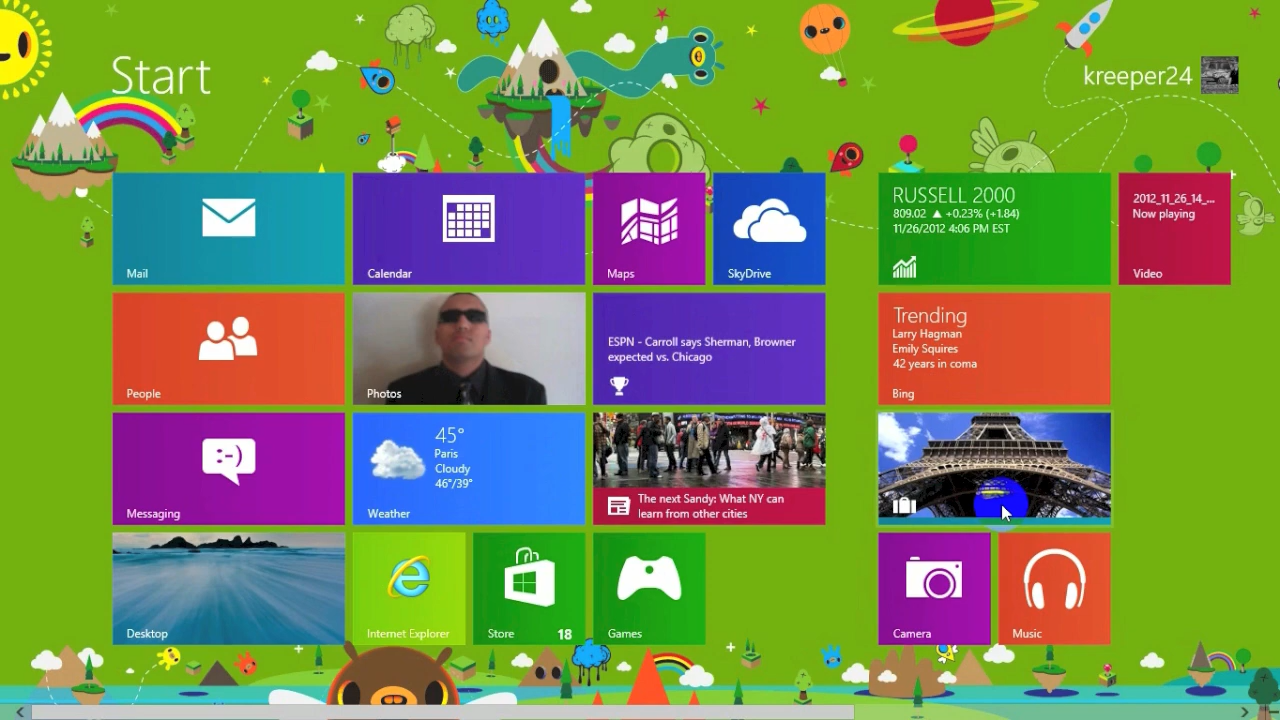 Start
kreeper24
Mail
Calendar
Maps
SkyDrive
RUSSELL 2000
809.02 ▲ +0.23% (+1.84)
11/26/2012 4:06 PM EST
2012_11_26_14_...
Now playing
Video
People
Photos
ESPN - Carroll says Sherman, Browner
expected vs. Chicago
Trending
Larry Hagman
Emily Squires
42 years in coma
Bing
Messaging
:-)
45°
Paris
Cloudy
46°/39°
Weather
The next Sandy: What NY can
learn from other cities
Desktop
Internet Explorer
Store
18
Games
Camera
Music